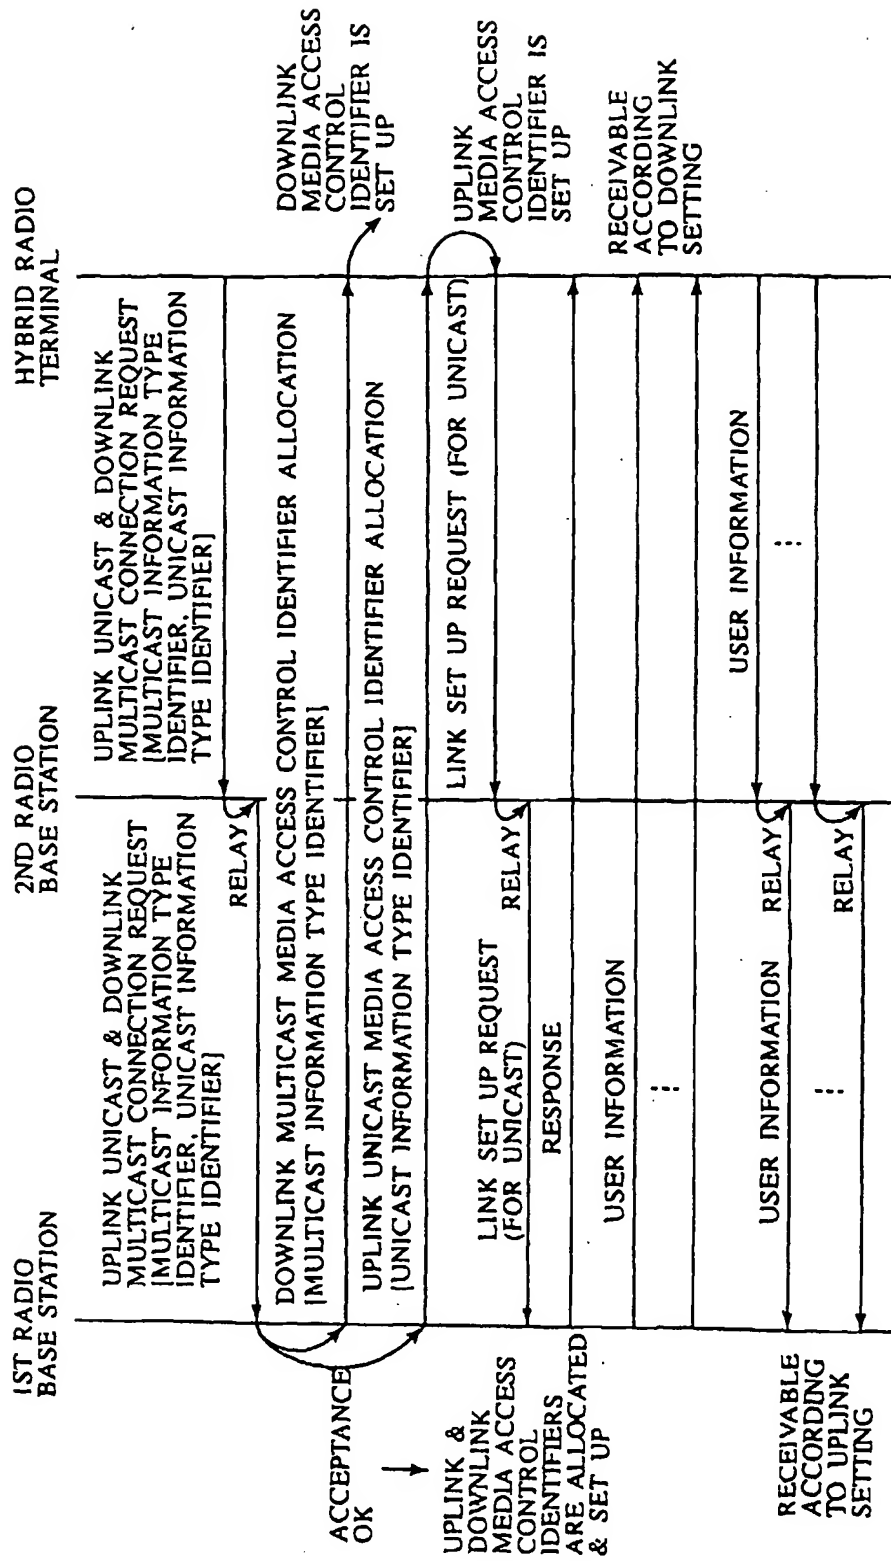 1ST RADIO
BASE STATION
2ND RADIO
BASE STATION
HYBRID RADIO
TERMINAL
UPLINK UNICAST & DOWNLINK
MULTICAST CONNECTION REQUEST
[MULTICAST INFORMATION TYPE
IDENTIFIER, UNICAST INFORMATION
TYPE IDENTIFIER]
UPLINK UNICAST & DOWNLINK
MULTICAST CONNECTION REQUEST
[MULTICAST INFORMATION TYPE
IDENTIFIER, UNICAST INFORMATION
TYPE IDENTIFIER]
RELAY
DOWNLINK MULTICAST MEDIA ACCESS CONTROL IDENTIFIER ALLOCATION
[MULTICAST INFORMATION TYPE IDENTIFIER]
DOWNLINK
MEDIA ACCESS
CONTROL
IDENTIFIER IS
SET UP
ACCEPTANCE
OK
UPLINK UNICAST MEDIA ACCESS CONTROL IDENTIFIER ALLOCATION
[UNICAST INFORMATION TYPE IDENTIFIER]
UPLINK
MEDIA ACCESS
CONTROL
IDENTIFIER IS
SET UP
UPLINK &
DOWNLINK
MEDIA ACCESS
CONTROL
IDENTIFIERS
ARE ALLOCATED
& SET UP
LINK SET UP REQUEST (FOR UNICAST)
LINK SET UP REQUEST
(FOR UNICAST)
RELAY
RESPONSE
USER INFORMATION
RECEIVABLE
ACCORDING
TO DOWNLINK
SETTING
USER INFORMATION
RELAY
USER INFORMATION
RELAY
RECEIVABLE
ACCORDING
TO UPLINK
SETTING